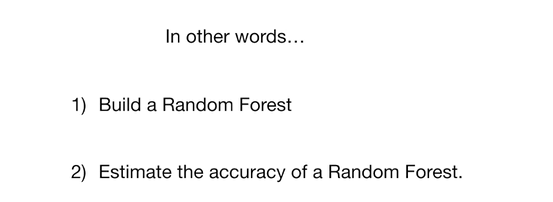 In other words…
1) Build a Random Forest
2) Estimate the accuracy of a Random Forest.